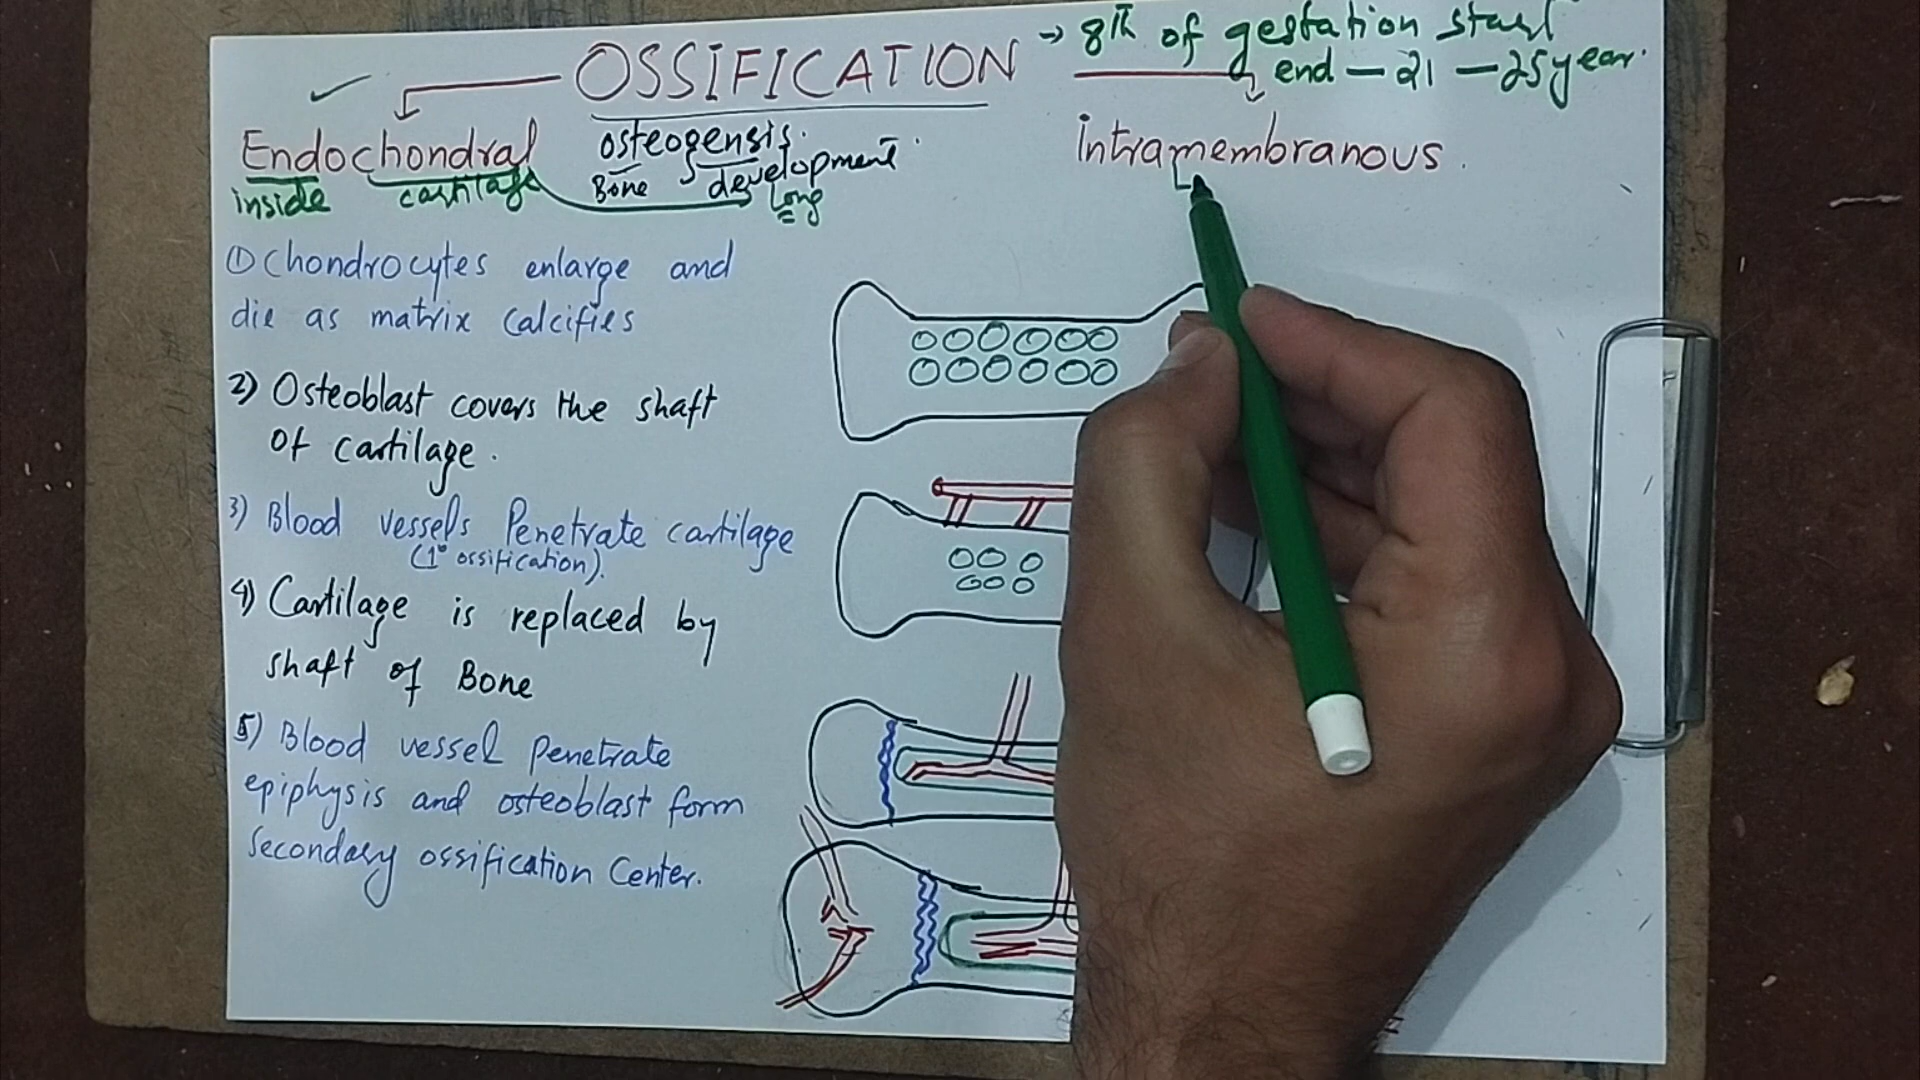 OSSIFICATION
→ 8th of gestation start
end — 21 — 25 year.
Endochondral
inside cartilage
osteogensis.
Bone development
Long
intramembranous.
① Chondrocytes enlarge and
die as matrix calcifies
2) Osteoblast covers the shaft
of cartilage.
3) Blood vessels Penetrate cartilage
(1° ossification).
4) Cartilage is replaced by
shaft of Bone
5) Blood vessel penetrate
epiphysis and osteoblast form
Secondary ossification Center.